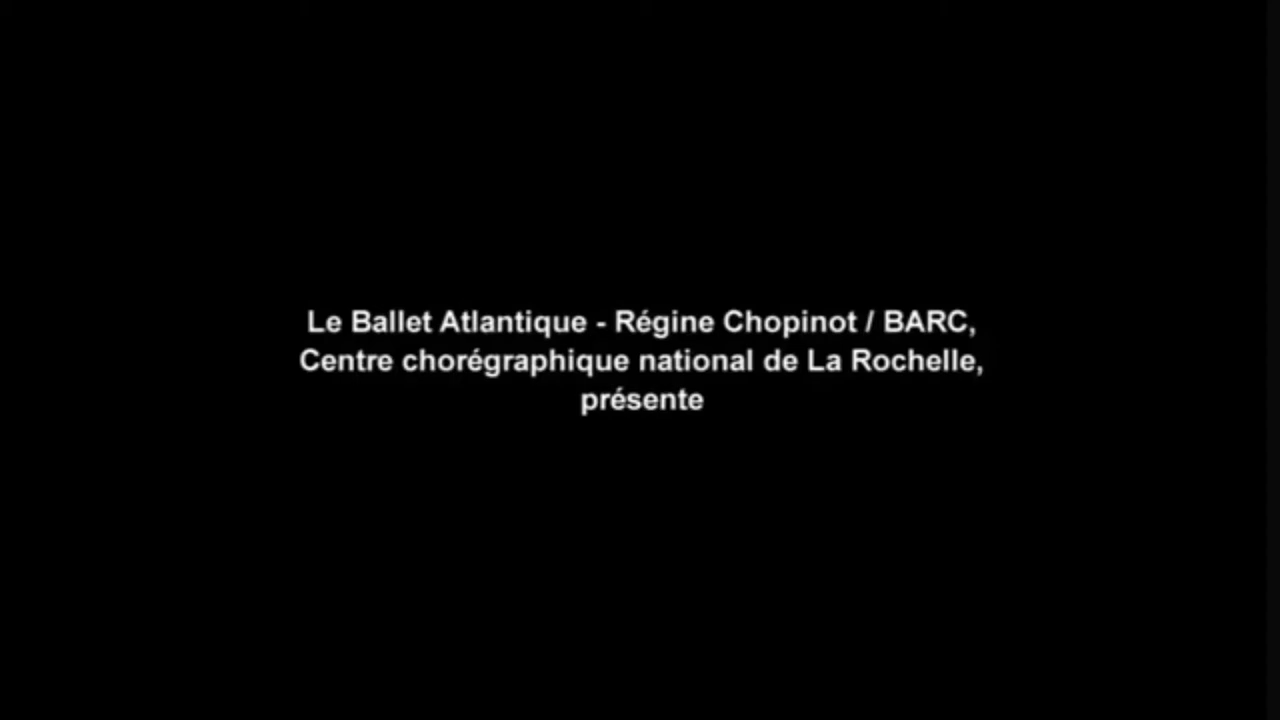 Le Ballet Atlantique - Régine Chopinot / BARC,
Centre chorégraphique national de La Rochelle,
présente